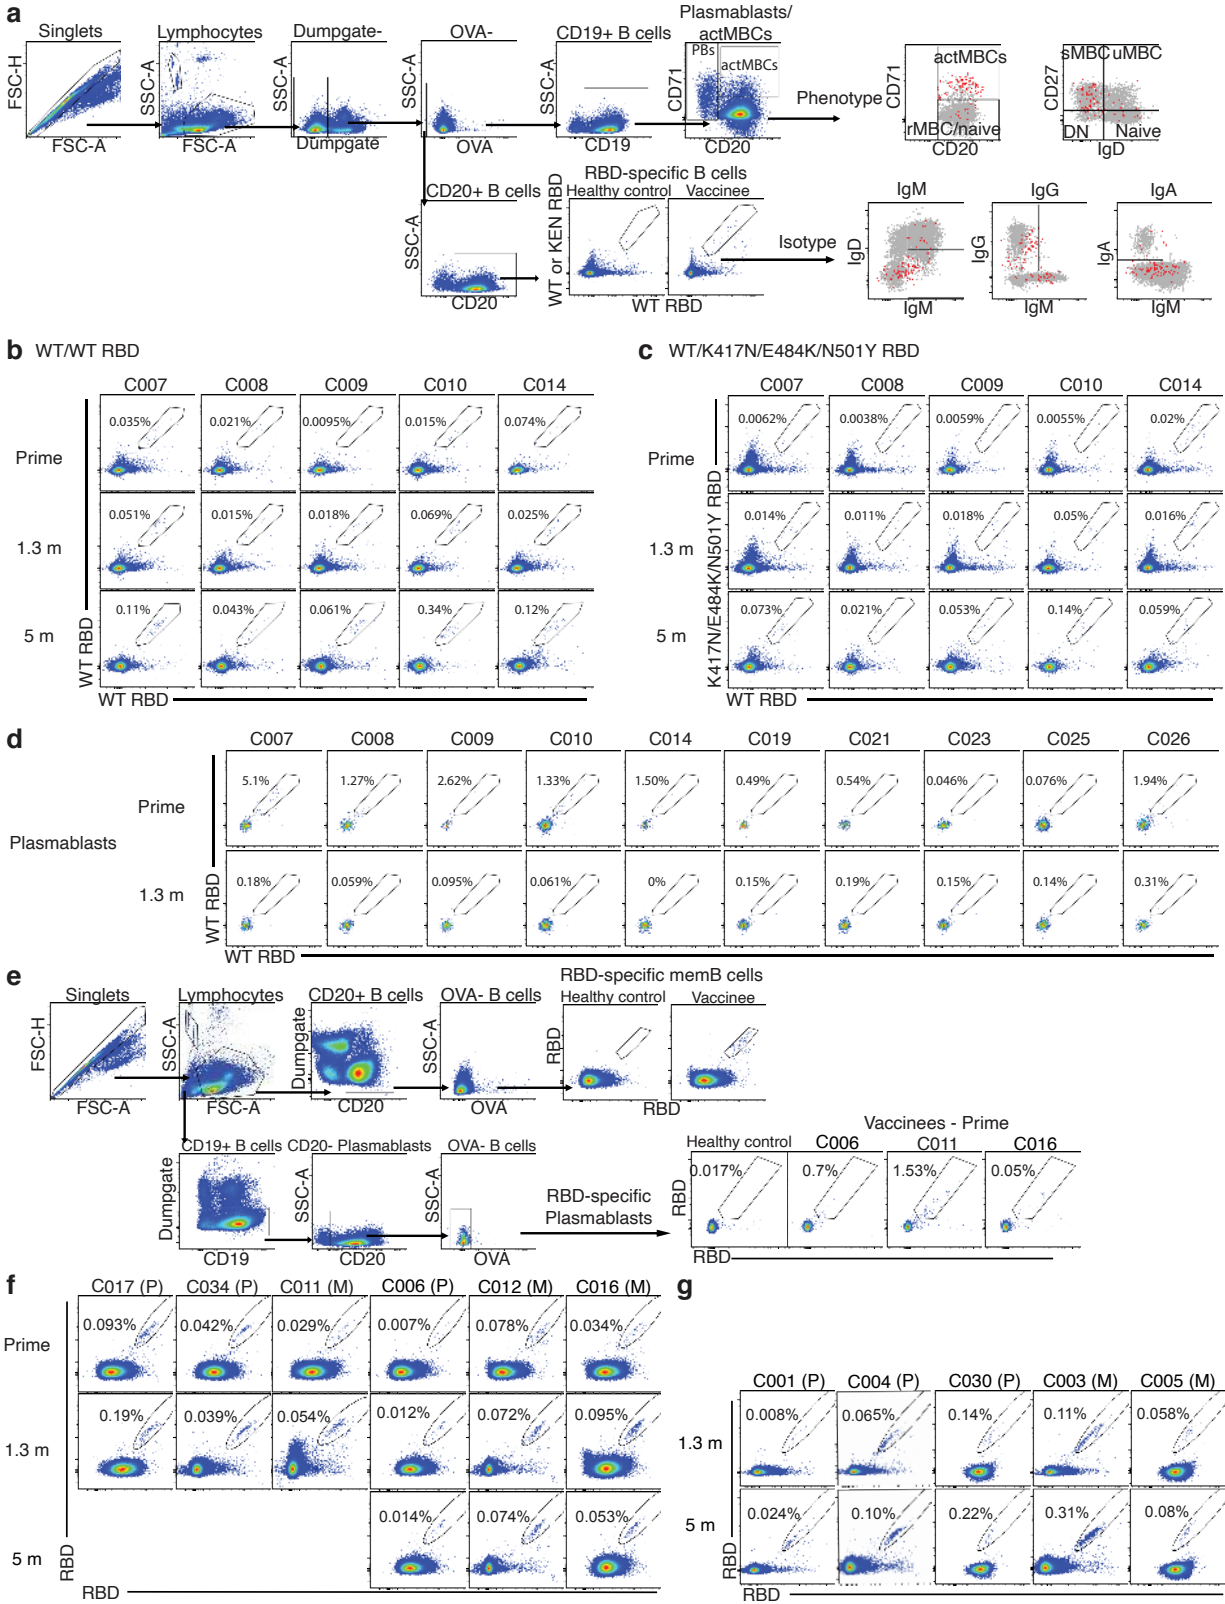 a
Singlets
Lymphocytes
Dumpgate-
OVA-
CD19+ B cells
Plasmablasts/
actMBCs
FSC-H
SSC-A
SSC-A
SSC-A
SSC-A
CD71
PBs
actMBCs
FSC-A
FSC-A
Dumpgate
OVA
CD19
CD20
Phenotype
CD71
actMBCs
rMBC/naive
CD20
CD27
sMBC
uMBC
DN
Naive
IgD
CD20+ B cells
SSC-A
CD20
RBD-specific B cells
Healthy control
Vaccinee
WT or KEN RBD
WT RBD
Isotype
IgM
IgG
IgA
IgD
IgG
IgA
IgM
IgM
IgM
b
WT/WT RBD
C007
C008
C009
C010
C014
Prime
0.035%
0.021%
0.0095%
0.015%
0.074%
1.3 m
0.051%
0.015%
0.018%
0.069%
0.025%
5 m
0.11%
0.043%
0.061%
0.34%
0.12%
WT RBD
WT RBD
c
WT/K417N/E484K/N501Y RBD
C007
C008
C009
C010
C014
Prime
0.0062%
0.0038%
0.0059%
0.0055%
0.02%
1.3 m
0.014%
0.011%
0.018%
0.05%
0.016%
5 m
0.073%
0.021%
0.053%
0.14%
0.059%
K417N/E484K/N501Y RBD
WT RBD
d
C007
C008
C009
C010
C014
C019
C021
C023
C025
C026
Plasmablasts
Prime
5.1%
1.27%
2.62%
1.33%
1.50%
0.49%
0.54%
0.046%
0.076%
1.94%
1.3 m
0.18%
0.059%
0.095%
0.061%
0%
0.15%
0.19%
0.15%
0.14%
0.31%
WT RBD
WT RBD
e
Singlets
Lymphocytes
CD20+ B cells
OVA- B cells
RBD-specific memB cells
Healthy control
Vaccinee
FSC-H
SSC-A
Dumpgate
SSC-A
RBD
FSC-A
FSC-A
CD20
OVA
RBD
CD19+ B cells
CD20- Plasmablasts
OVA- B cells
Dumpgate
SSC-A
SSC-A
CD19
CD20
OVA
RBD-specific
Plasmablasts
Vaccinees - Prime
Healthy control
C006
C011
C016
0.017%
0.7%
1.53%
0.05%
RBD
RBD
f
C017 (P)
C034 (P)
C011 (M)
C006 (P)
C012 (M)
C016 (M)
Prime
0.093%
0.042%
0.029%
0.007%
0.078%
0.034%
1.3 m
0.19%
0.039%
0.054%
0.012%
0.072%
0.095%
5 m
0.014%
0.074%
0.053%
RBD
RBD
g
C001 (P)
C004 (P)
C030 (P)
C003 (M)
C005 (M)
1.3 m
0.008%
0.065%
0.14%
0.11%
0.058%
5 m
0.024%
0.10%
0.22%
0.31%
0.08%
RBD
RBD